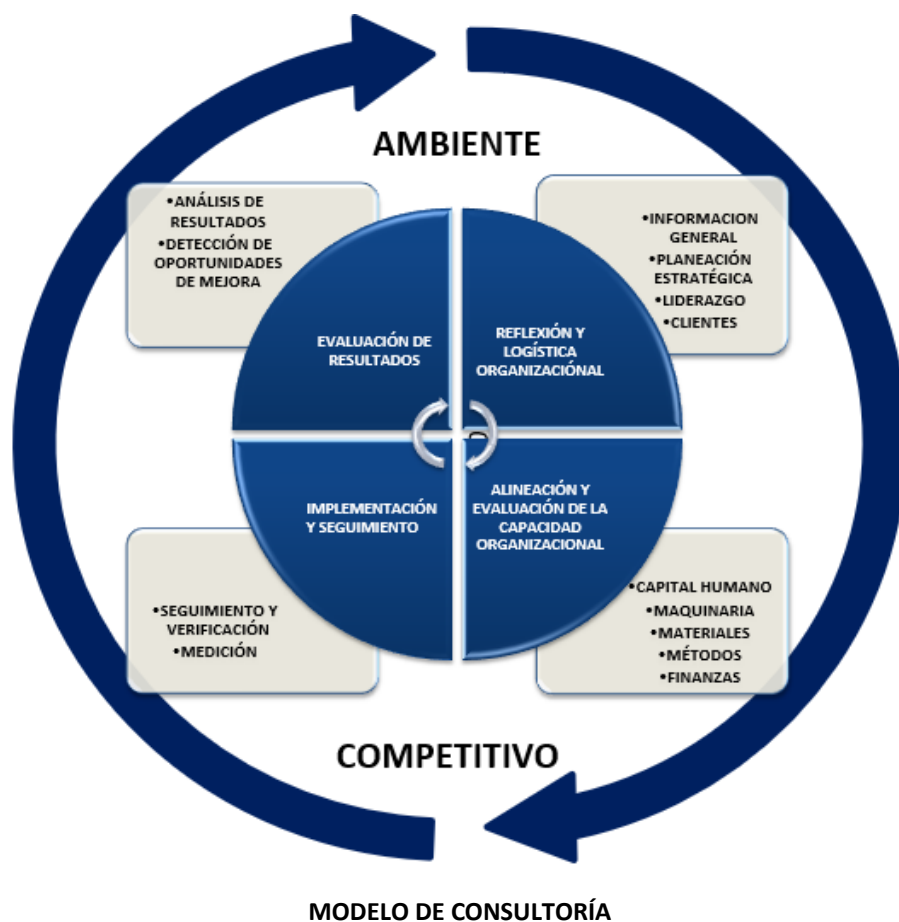 AMBIENTE
•ANÁLISIS DE
RESULTADOS
•DETECCIÓN DE
OPORTUNIDADES
DE MEJORA
•INFORMACION
GENERAL
•PLANEACIÓN
ESTRATÉGICA
•LIDERAZGO
•CLIENTES
EVALUACIÓN DE
RESULTADOS
REFLEXIÓN Y
LOGÍSTICA
ORGANIZACIÓNAL
IMPLEMENTACIÓN
Y SEGUIMIENTO
ALINEACIÓN Y
EVALUACIÓN DE LA
CAPACIDAD
ORGANIZACIONAL
•SEGUIMIENTO Y
VERIFICACIÓN
•MEDICIÓN
•CAPITAL HUMANO
•MAQUINARIA
•MATERIALES
•MÉTODOS
•FINANZAS
COMPETITIVO
MODELO DE CONSULTORÍA